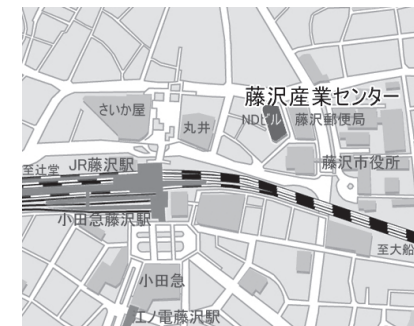 藤沢産業センター
さいか屋
丸井
NDビル
藤沢郵便局
至辻堂
JR藤沢駅
藤沢市役所
小田急藤沢駅
至大船
小田急
エノ電藤沢駅